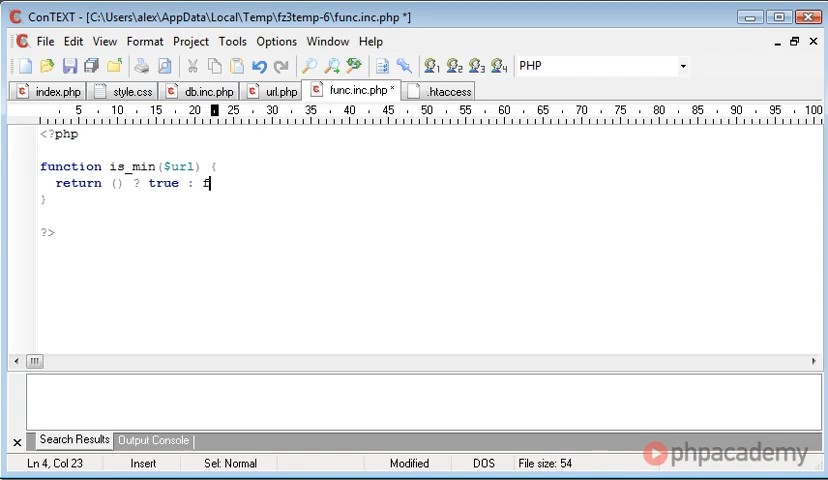 ConTEXT - [C:\Users\alex\AppData\Local\Temp\fz3temp-6\func.inc.php *]
File Edit View Format Project Tools Options Window Help
1 2 3 4 PHP
index.php style.css db.inc.php url.php func.inc.php * .htaccess
5 10 15 20 25 30 35 40 45 50 55 60 65 70 75 80 85 90 95 100
<?php
function is_min($url) {
return () ? true : f
}
?>
Search Results Output Console
phpacademy
Ln 4, Col 23 Insert Sel: Normal Modified DOS File size: 54